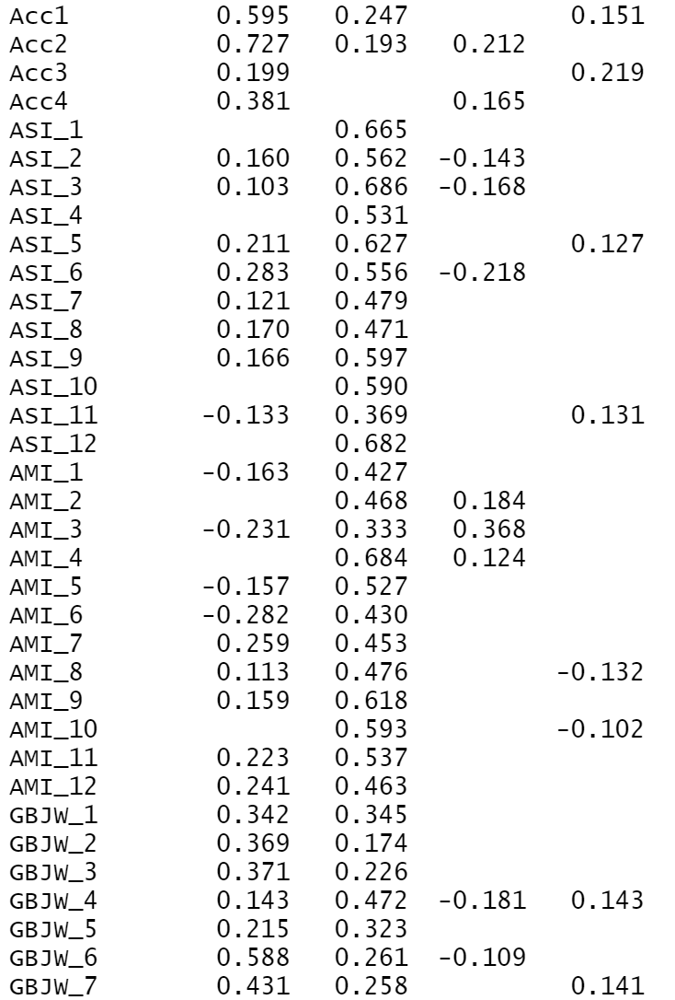 Acc1 0.595 0.247 0.151
Acc2 0.727 0.193 0.212
Acc3 0.199 0.219
Acc4 0.381 0.165
ASI_1 0.665
ASI_2 0.160 0.562 -0.143
ASI_3 0.103 0.686 -0.168
ASI_4 0.531
ASI_5 0.211 0.627 0.127
ASI_6 0.283 0.556 -0.218
ASI_7 0.121 0.479
ASI_8 0.170 0.471
ASI_9 0.166 0.597
ASI_10 0.590
ASI_11 -0.133 0.369 0.131
ASI_12 0.682
AMI_1 -0.163 0.427
AMI_2 0.468 0.184
AMI_3 -0.231 0.333 0.368
AMI_4 0.684 0.124
AMI_5 -0.157 0.527
AMI_6 -0.282 0.430
AMI_7 0.259 0.453
AMI_8 0.113 0.476 -0.132
AMI_9 0.159 0.618
AMI_10 0.593 -0.102
AMI_11 0.223 0.537
AMI_12 0.241 0.463
GBJW_1 0.342 0.345
GBJW_2 0.369 0.174
GBJW_3 0.371 0.226
GBJW_4 0.143 0.472 -0.181 0.143
GBJW_5 0.215 0.323
GBJW_6 0.588 0.261 -0.109
GBJW_7 0.431 0.258 0.141